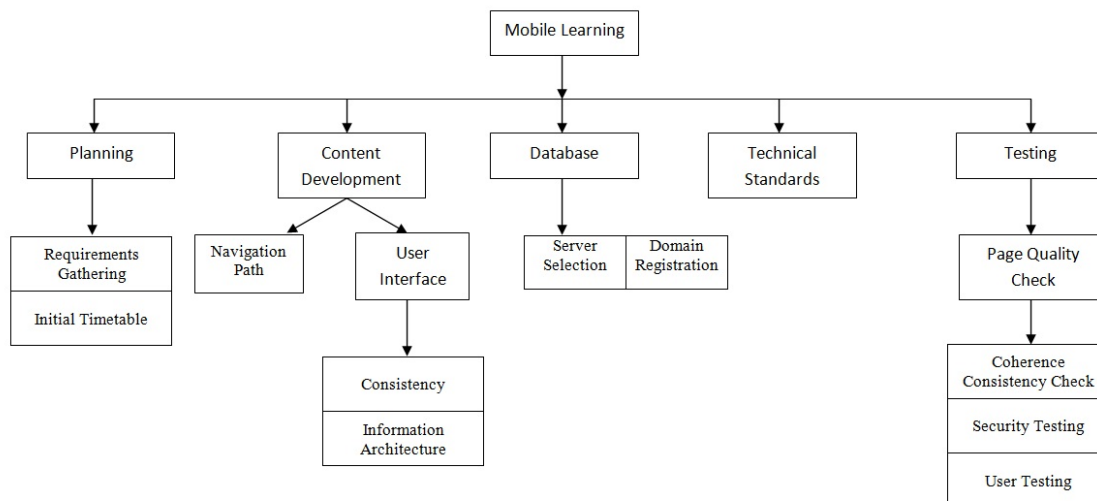 Mobile Learning
Planning
Content
Development
Database
Technical
Standards
Testing
Requirements
Gathering
Initial Timetable
Navigation
Path
User
Interface
Server
Selection
Domain
Registration
Page Quality
Check
Consistency
Information
Architecture
Coherence
Consistency Check
Security Testing
User Testing